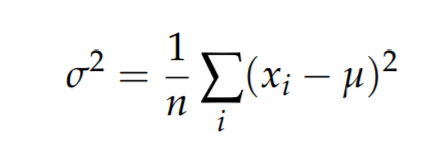 σ² = 1/n ∑ᵢ (xᵢ − μ)²